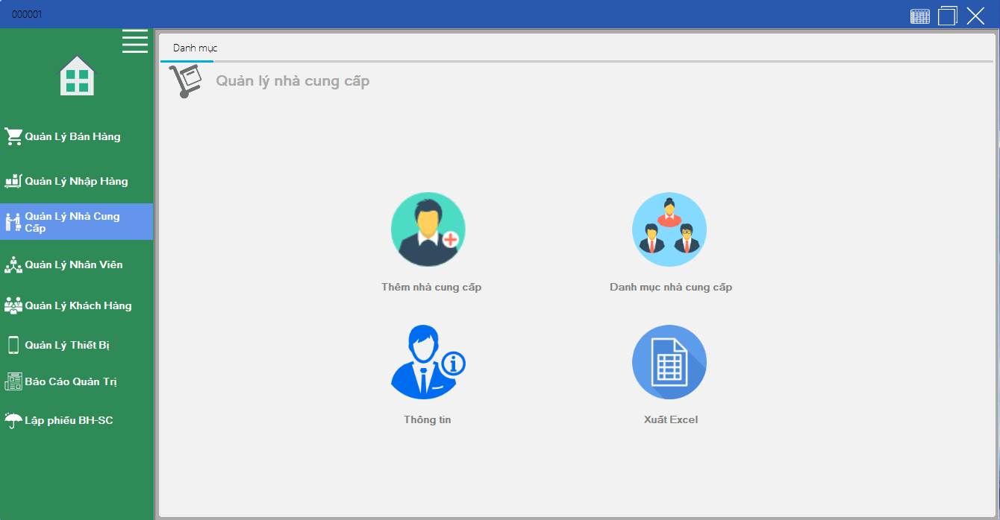 000001
Danh mục
Quản lý nhà cung cấp
Quản Lý Bán Hàng
Quản Lý Nhập Hàng
Quản Lý Nhà Cung
Cấp
Quản Lý Nhân Viên
Quản Lý Khách Hàng
Quản Lý Thiết Bị
Báo Cáo Quản Trị
Lập phiếu BH-SC
Thêm nhà cung cấp
Danh mục nhà cung cấp
Thông tin
Xuất Excel